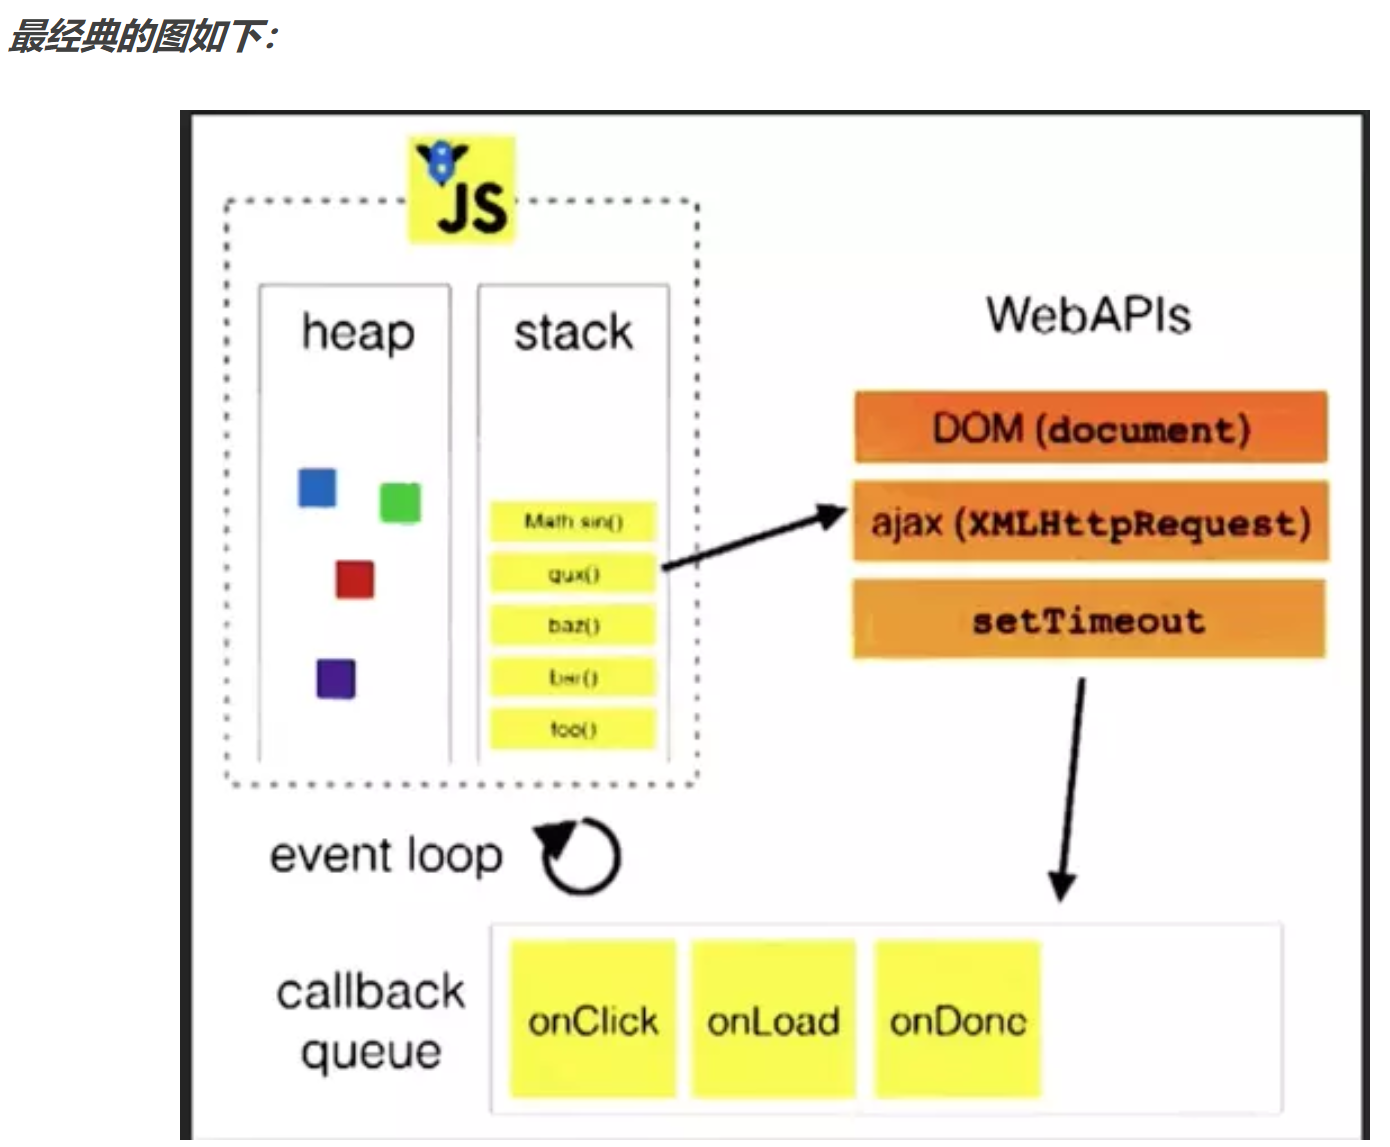 最经典的图如下：
JS
heap
stack
WebAPIs
DOM (document)
ajax (XMLHttpRequest)
setTimeout
Math sin()
qux()
baz()
bar()
foo()
event loop
callback
queue
onClick
onLoad
onDone